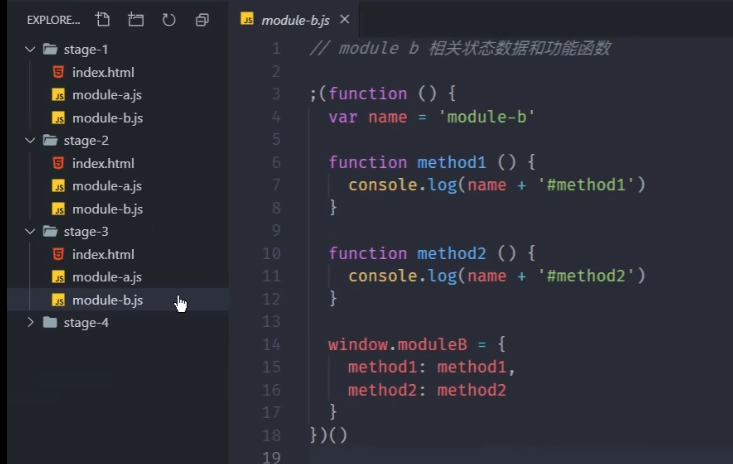 EXPLORE...
stage-1
index.html
module-a.js
module-b.js
stage-2
index.html
module-a.js
module-b.js
stage-3
index.html
module-a.js
module-b.js
stage-4
JS module-b.js ×
1 // module b 相关状态数据和功能函数
2
3 ;(function () {
4 var name = 'module-b'
5
6 function method1 () {
7 console.log(name + '#method1')
8 }
9
10 function method2 () {
11 console.log(name + '#method2')
12 }
13
14 window.moduleB = {
15 method1: method1,
16 method2: method2
17 }
18 })()
19